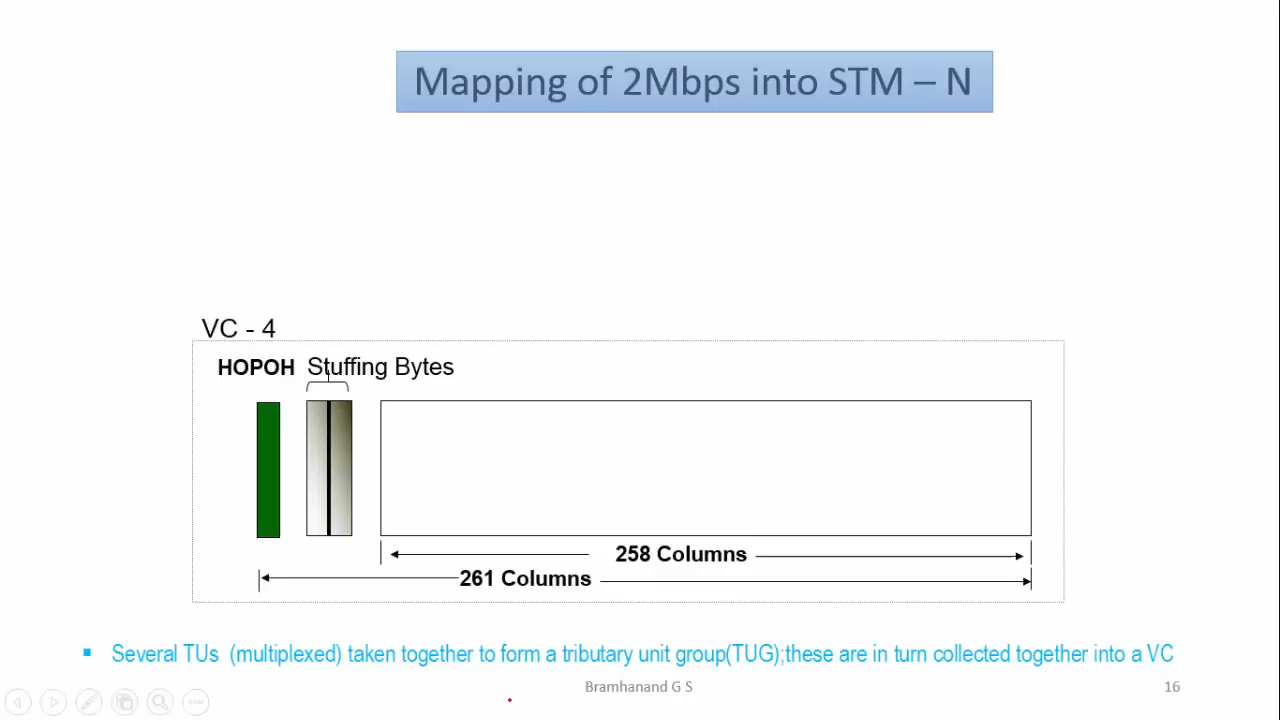 Mapping of 2Mbps into STM – N
VC - 4
HOPOH Stuffing Bytes
258 Columns
261 Columns
▪ Several TUs (multiplexed) taken together to form a tributary unit group(TUG);these are in turn collected together into a VC
Bramhanand G S
16